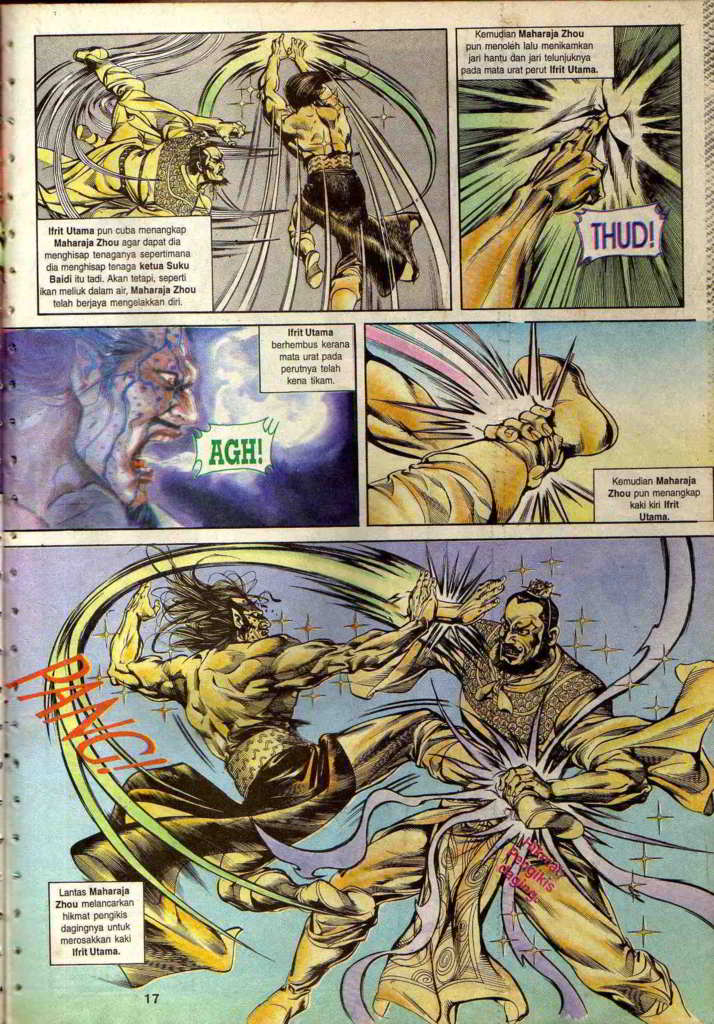 Ifrit Utama pun cuba menangkap
Maharaja Zhou agar dapat dia
menghisap tenaganya sepertimana
dia menghisap tenaga ketua Suku
Baidi itu tadi. Akan tetapi, seperti
ikan meliuk dalam air, Maharaja Zhou
telah berjaya mengelakkan diri.
Kemudian Maharaja Zhou
pun menoleh lalu menikamkan
jari hantu dan jari telunjuknya
pada mata urat perut Ifrit Utama.
THUD!
Ifrit Utama
berhembus kerana
mata urat pada
perutnya telah
kena tikam.
AGH!
Kemudian Maharaja
Zhou pun menangkap
kaki kiri Ifrit
Utama.
PANG!
Hikmat
Pengikis
daging.
Lantas Maharaja
Zhou melancarkan
hikmat pengikis
dagingnya untuk
merosakkan kaki
Ifrit Utama.
17